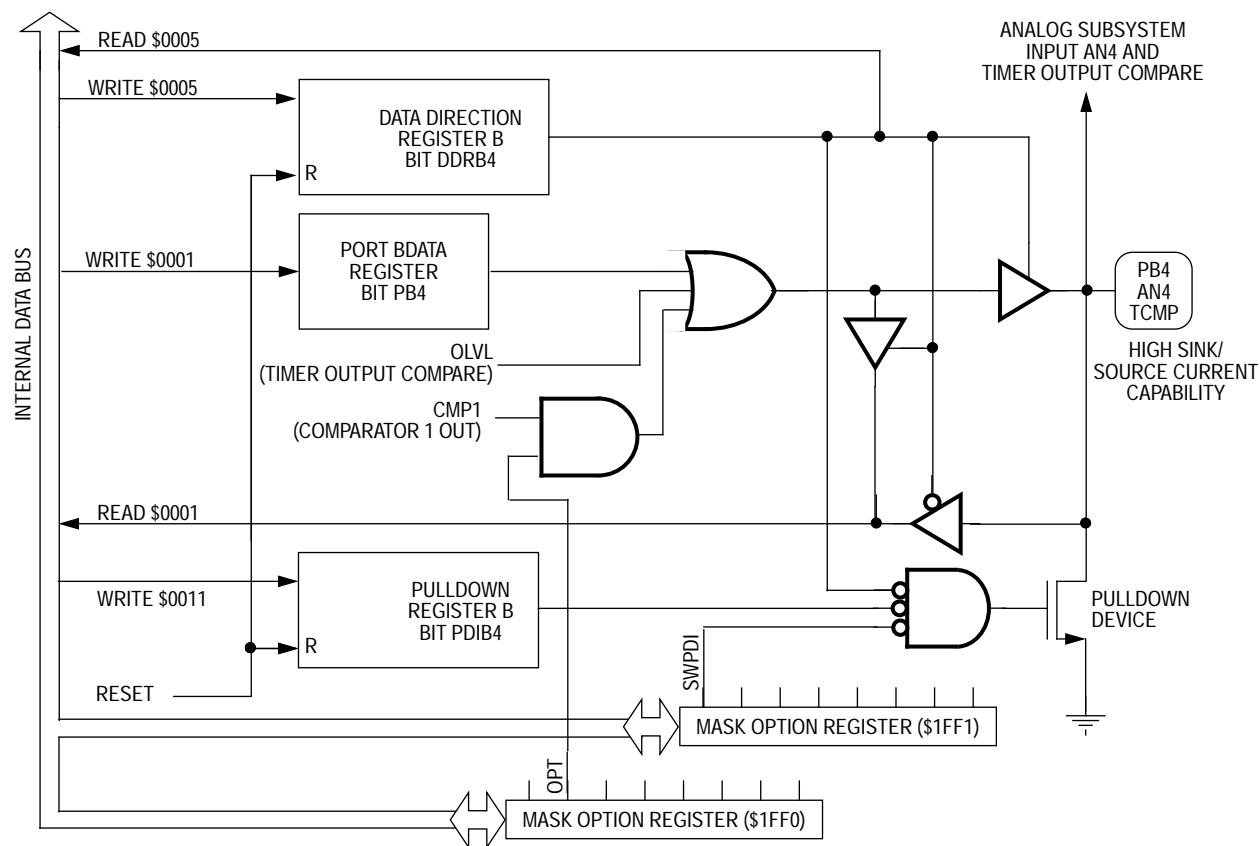 READ $0005
WRITE $0005
DATA DIRECTION
REGISTER B
BIT DDRB4
R
ANALOG SUBSYSTEM
INPUT AN4 AND
TIMER OUTPUT COMPARE
INTERNAL DATA BUS
WRITE $0001
PORT BDATA
REGISTER
BIT PB4
OLVL
(TIMER OUTPUT COMPARE)
CMP1
(COMPARATOR 1 OUT)
PB4
AN4
TCMP
HIGH SINK/
SOURCE CURRENT
CAPABILITY
READ $0001
WRITE $0011
PULLDOWN
REGISTER B
BIT PDIB4
R
RESET
PULLDOWN
DEVICE
SWPDI
MASK OPTION REGISTER ($1FF1)
OPT
MASK OPTION REGISTER ($1FF0)